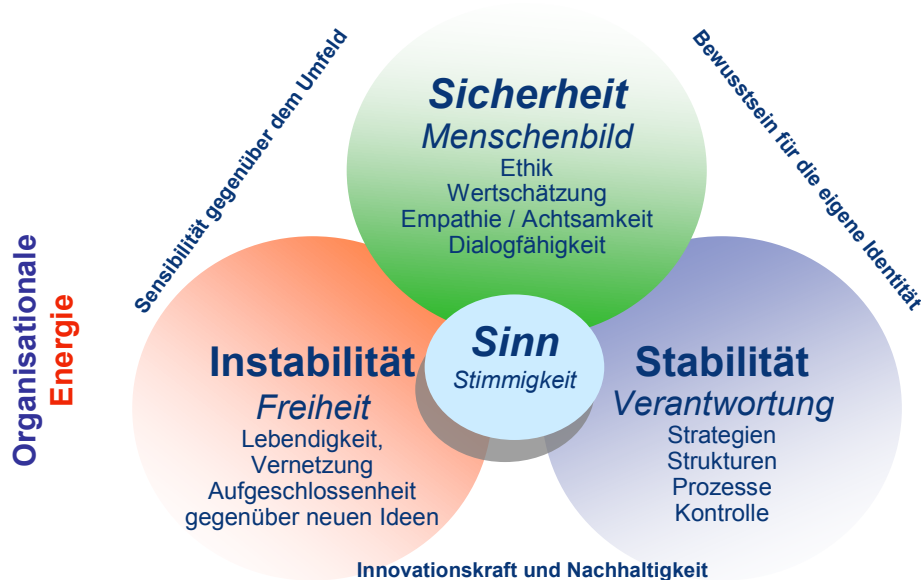 Organisationale
Energie
Sensibilität gegenüber dem Umfeld
Bewusstsein für die eigene Identität
Sicherheit
Menschenbild
Ethik
Wertschätzung
Empathie / Achtsamkeit
Dialogfähigkeit
Sinn
Stimmigkeit
Instabilität
Freiheit
Lebendigkeit,
Vernetzung
Aufgeschlossenheit
gegenüber neuen Ideen
Stabilität
Verantwortung
Strategien
Strukturen
Prozesse
Kontrolle
Innovationskraft und Nachhaltigkeit